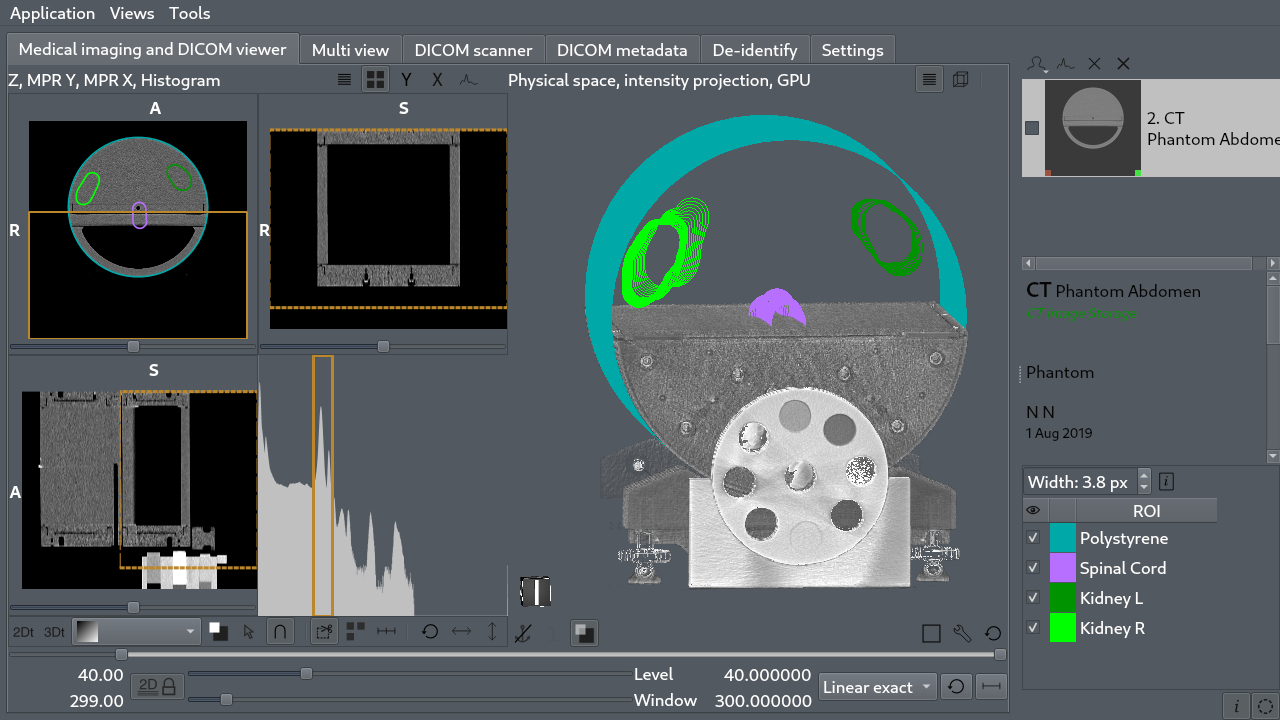 Application Views Tools
Medical imaging and DICOM viewer Multi view DICOM scanner DICOM metadata De-identify Settings
Z, MPR Y, MPR X, Histogram Y X Physical space, intensity projection, GPU
A
R
S
R
S
A
2. CT
Phantom Abdome
CT Phantom Abdomen
Phantom
N N
1 Aug 2019
Width: 3.8 px
ROI
Polystyrene
Spinal Cord
Kidney L
Kidney R
2Dt 3Dt
40.00
299.00
2D
Level 40.000000
Window 300.000000
Linear exact